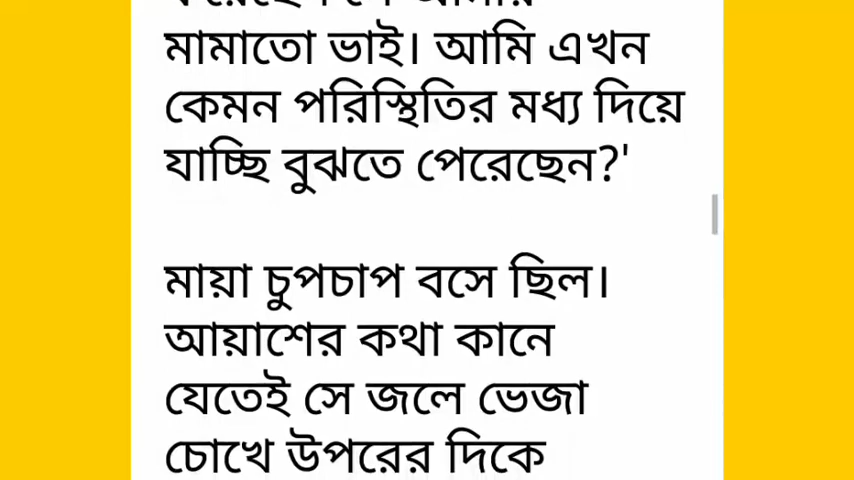 মামাতো ভাই। আমি এখন
কেমন পরিস্থিতির মধ্য দিয়ে
যাচ্ছি বুঝতে পেরেছেন?'
মায়া চুপচাপ বসে ছিল।
আয়াশের কথা কানে
যেতেই সে জলে ভেজা
চোখে উপরের দিকে